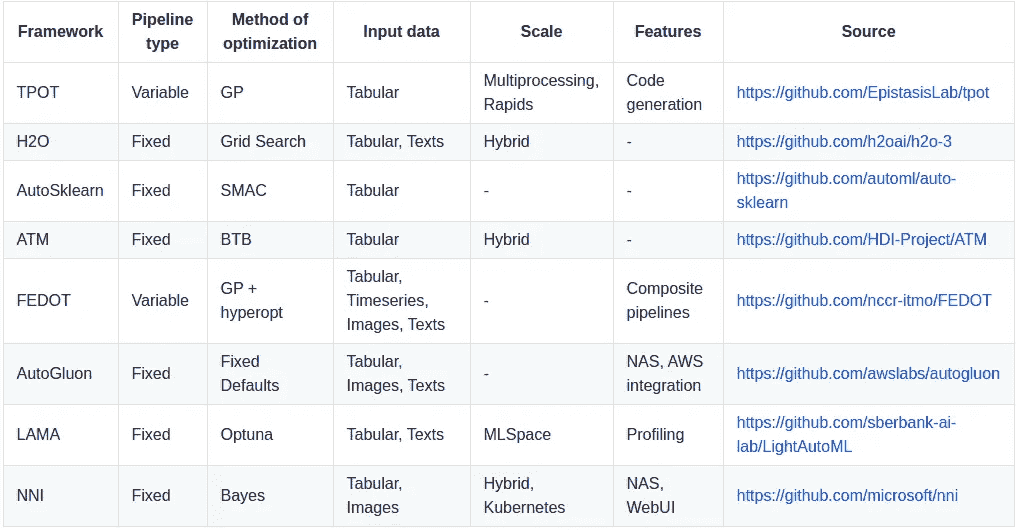 Framework
Pipeline
type
Method of
optimization
Input data
Scale
Features
Source
TPOT
Variable
GP
Tabular
Multiprocessing,
Rapids
Code
generation
https://github.com/EpistasisLab/tpot
H2O
Fixed
Grid Search
Tabular, Texts
Hybrid
-
https://github.com/h2oai/h2o-3
AutoSklearn
Fixed
SMAC
Tabular
-
-
https://github.com/automl/auto-
sklearn
ATM
Fixed
BTB
Tabular
Hybrid
-
https://github.com/HDI-Project/ATM
FEDOT
Variable
GP +
hyperopt
Tabular,
Timeseries,
Images, Texts
-
Composite
pipelines
https://github.com/nccr-itmo/FEDOT
AutoGluon
Fixed
Fixed
Defaults
Tabular,
Images, Texts
-
NAS, AWS
integration
https://github.com/awslabs/autogluon
LAMA
Fixed
Optuna
Tabular, Texts
MLSpace
Profiling
https://github.com/sberbank-ai-
lab/LightAutoML
NNI
Fixed
Bayes
Tabular,
Images
Hybrid,
Kubernetes
NAS,
WebUI
https://github.com/microsoft/nni